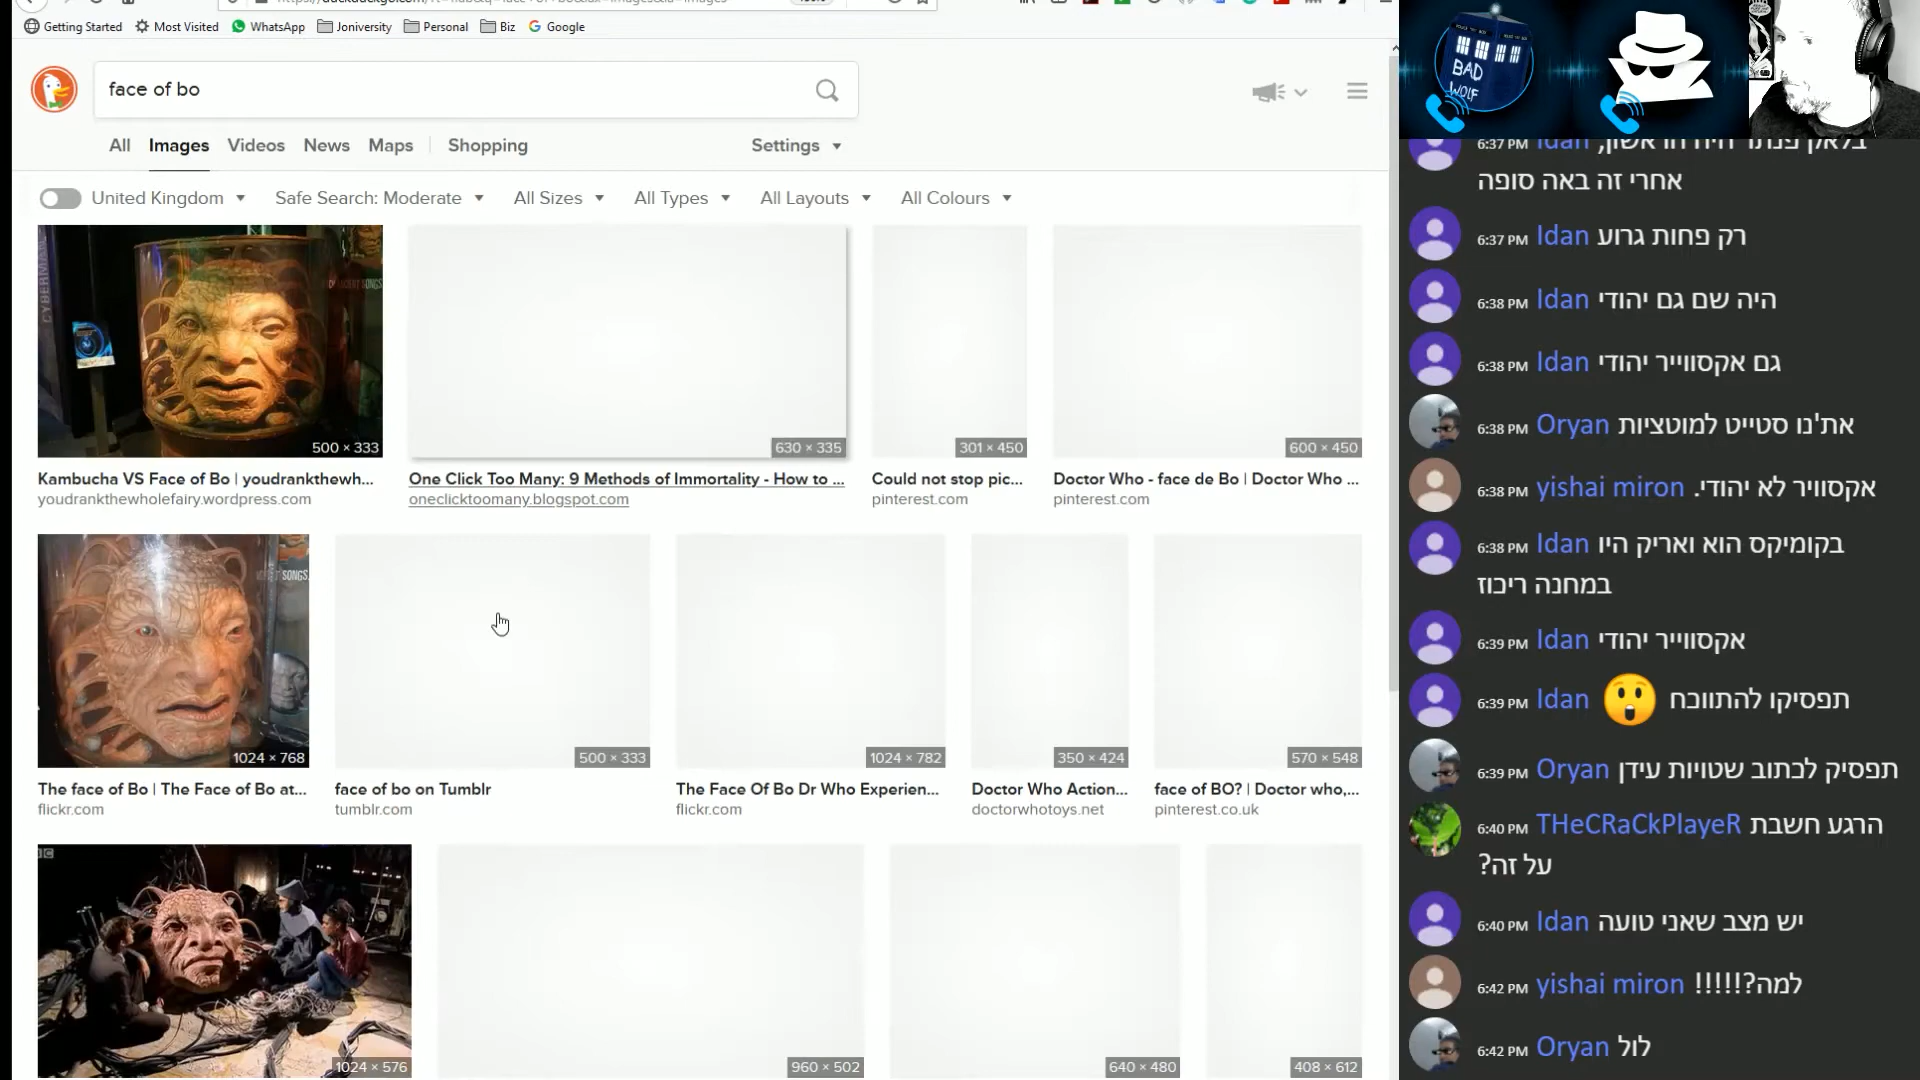 Getting Started
Most Visited
WhatsApp
Joniversity
Personal
Biz
Google
face of bo
All
Images
Videos
News
Maps
Shopping
Settings
United Kingdom
Safe Search: Moderate
All Sizes
All Types
All Layouts
All Colours
CYBERMAN
500 × 333
630 × 335
301 × 450
600 × 450
Kambucha VS Face of Bo | youdrankthewh...
youdrankthewholefairy.wordpress.com
One Click Too Many: 9 Methods of Immortality - How to ...
oneclicktoomany.blogspot.com
Could not stop pic...
pinterest.com
Doctor Who - face de Bo | Doctor Who ...
pinterest.com
SONGS
1024 × 768
500 × 333
1024 × 782
350 × 424
570 × 548
The face of Bo | The Face of Bo at...
flickr.com
face of bo on Tumblr
tumblr.com
The Face Of Bo Dr Who Experien...
flickr.com
Doctor Who Action...
doctorwhotoys.net
face of BO? | Doctor who,...
pinterest.co.uk
1024 × 576
960 × 502
640 × 480
408 × 612
BAD
WOLF
6:37 PM Idan בלאק פנתר היה הראשון,
אחרי זה באה סופה
6:37 PM Idan רק פחות גרוע
6:38 PM Idan היה שם גם יהודי
6:38 PM Idan גם אקסווייר יהודי
6:38 PM Oryan את'נו סטייט למוטציות
6:38 PM yishai miron אקסוויר לא יהודי.
6:38 PM Idan בקומיקס הוא ואריק היו
במחנה ריכוז
6:39 PM Idan אקסווייר יהודי
6:39 PM Idan 😲 תפסיקו להתווכח
6:39 PM Oryan תפסיק לכתוב שטויות עידן
6:40 PM THeCRaCkPlayeR הרגע חשבת
על זה?
6:40 PM Idan יש מצב שאני טועה
6:42 PM yishai miron למה?!!!!!
6:42 PM Oryan לול